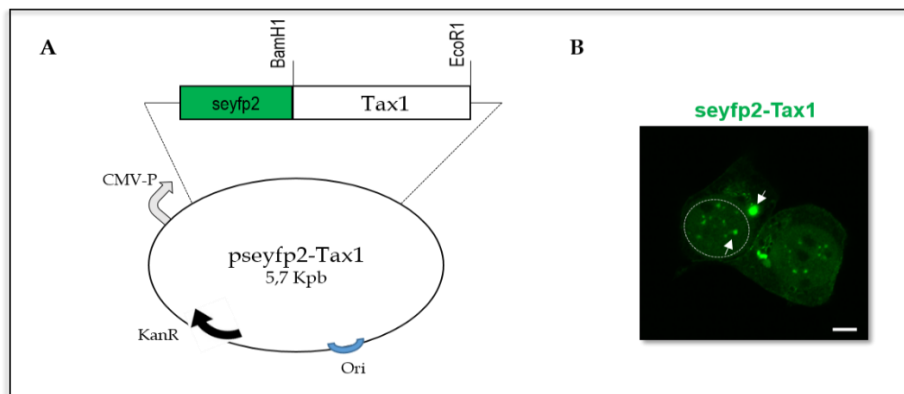 A
BamH1
EcoR1
seyfp2
Tax1
CMV-P
pseyfp2-Tax1
5,7 Kpb
KanR
Ori
B
seyfp2-Tax1